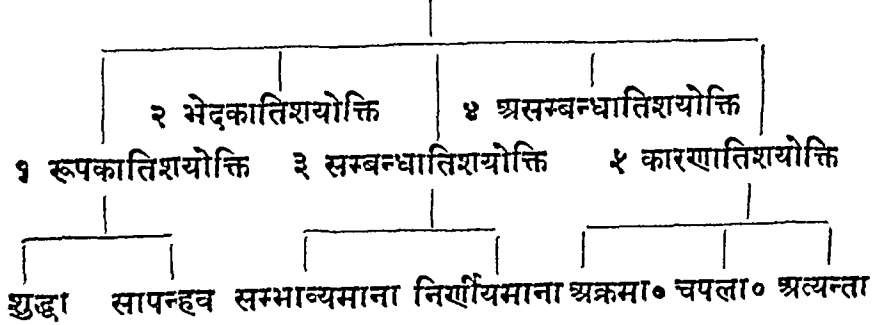 २ भेदकातिशयोक्ति ४ असम्बन्धातिशयोक्ति
१ रूपकातिशयोक्ति ३ सम्बन्धातिशयोक्ति ५ कारणातिशयोक्ति
शुद्धा सापन्हव सम्भाव्यमाना निर्णीयमाना अक्रमा० चपला० अत्यन्ता